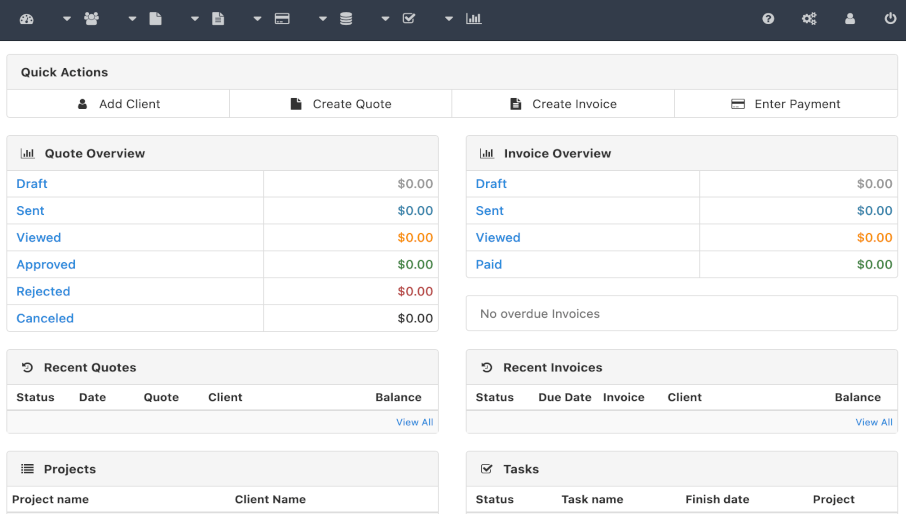 Quick Actions
Add Client Create Quote Create Invoice Enter Payment
Quote Overview
Draft $0.00
Sent $0.00
Viewed $0.00
Approved $0.00
Rejected $0.00
Canceled $0.00
Invoice Overview
Draft $0.00
Sent $0.00
Viewed $0.00
Paid $0.00
No overdue Invoices
Recent Quotes
Status Date Quote Client Balance
View All
Recent Invoices
Status Due Date Invoice Client Balance
View All
Projects
Project name Client Name
Tasks
Status Task name Finish date Project